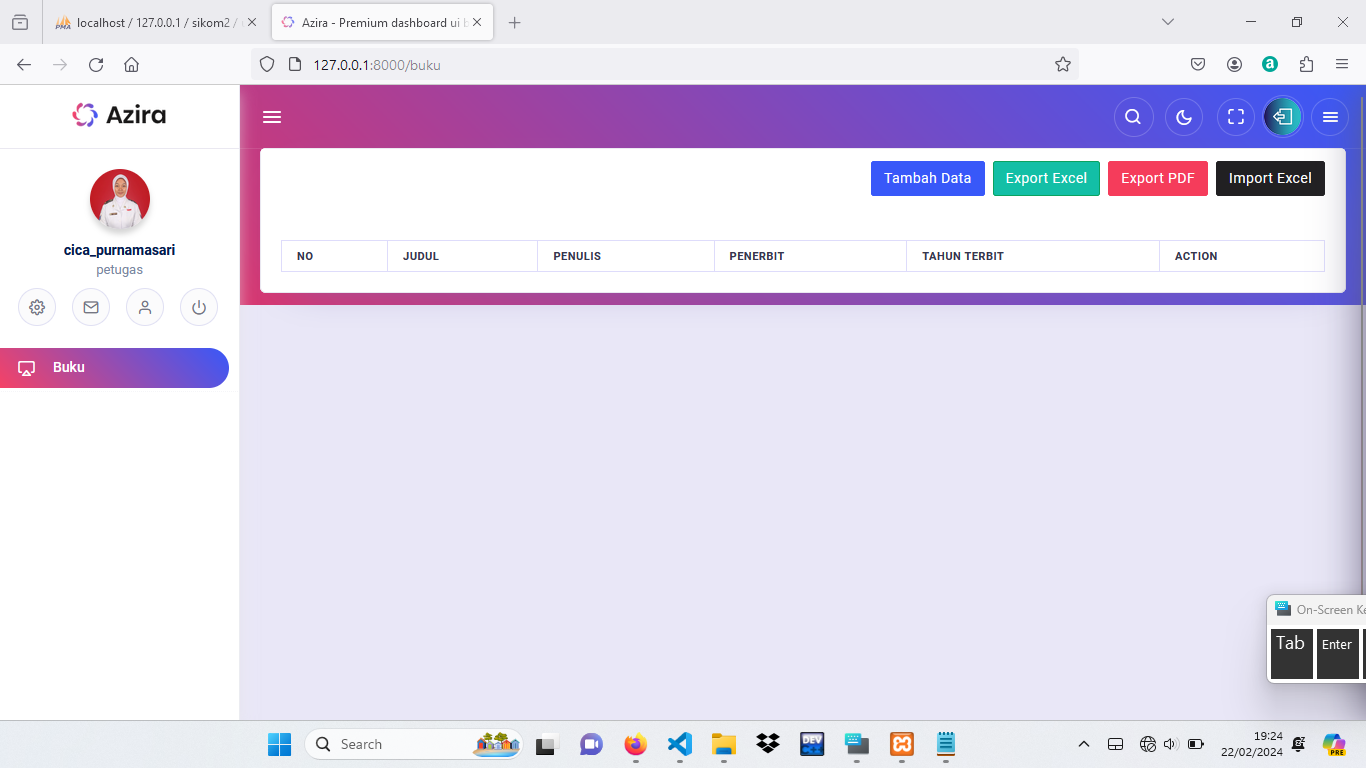 localhost / 127.0.0.1 / sikom2 /
Azira - Premium dashboard ui
127.0.0.1:8000/buku
Azira
Tambah Data
Export Excel
Export PDF
Import Excel
cica_purnamasari
petugas
NO
JUDUL
PENULIS
PENERBIT
TAHUN TERBIT
ACTION
Buku
On-Screen Ke
Tab
Enter
Search
DEV
19:24
22/02/2024
PRE